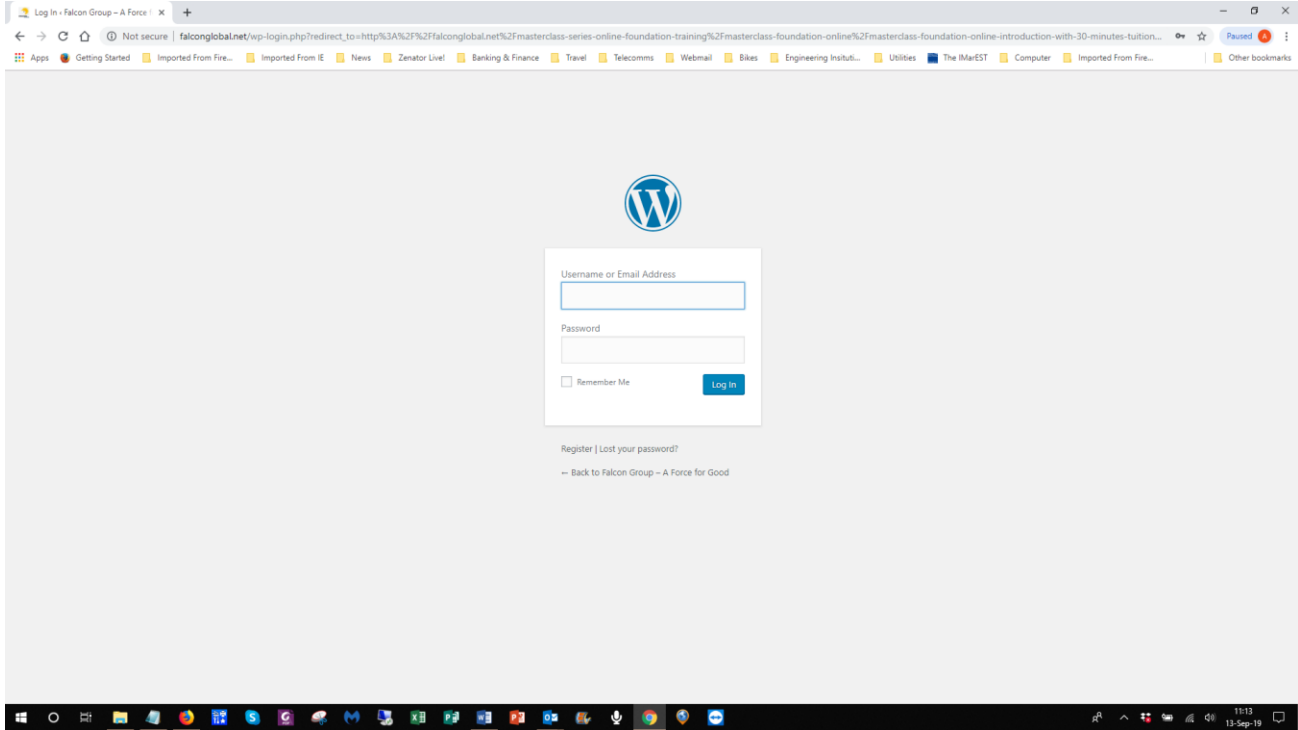 Log In ‹ Falcon Group – A Force f
Not secure | falconglobal.net/wp-login.php?redirect_to=http%3A%2F%2Ffalconglobal.net%2Fmasterclass-series-online-foundation-training%2Fmasterclass-foundation-online%2Fmasterclass-foundation-online-introduction-with-30-minutes-tuition... Paused A
Apps Getting Started Imported From Fire... Imported From IE News Zenator Live! Banking & Finance Travel Telecomms Webmail Bikes Engineering Insituti... Utilities The IMarEST Computer Imported From Fire... Other bookmarks
Username or Email Address
Password
Remember Me Log In
Register | Lost your password?
← Back to Falcon Group – A Force for Good
11:13
13-Sep-19